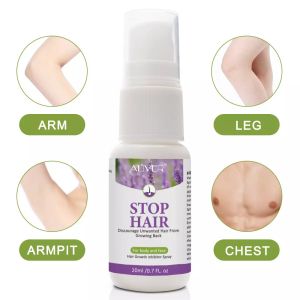 ALIVER
STOP
HAIR
Discourage Unwanted Hair From
Growing Back
For body and face
Hair Growth Inhibitor Spray
20ml /0.7 fl. oz
ARM
LEG
ARMPIT
CHEST